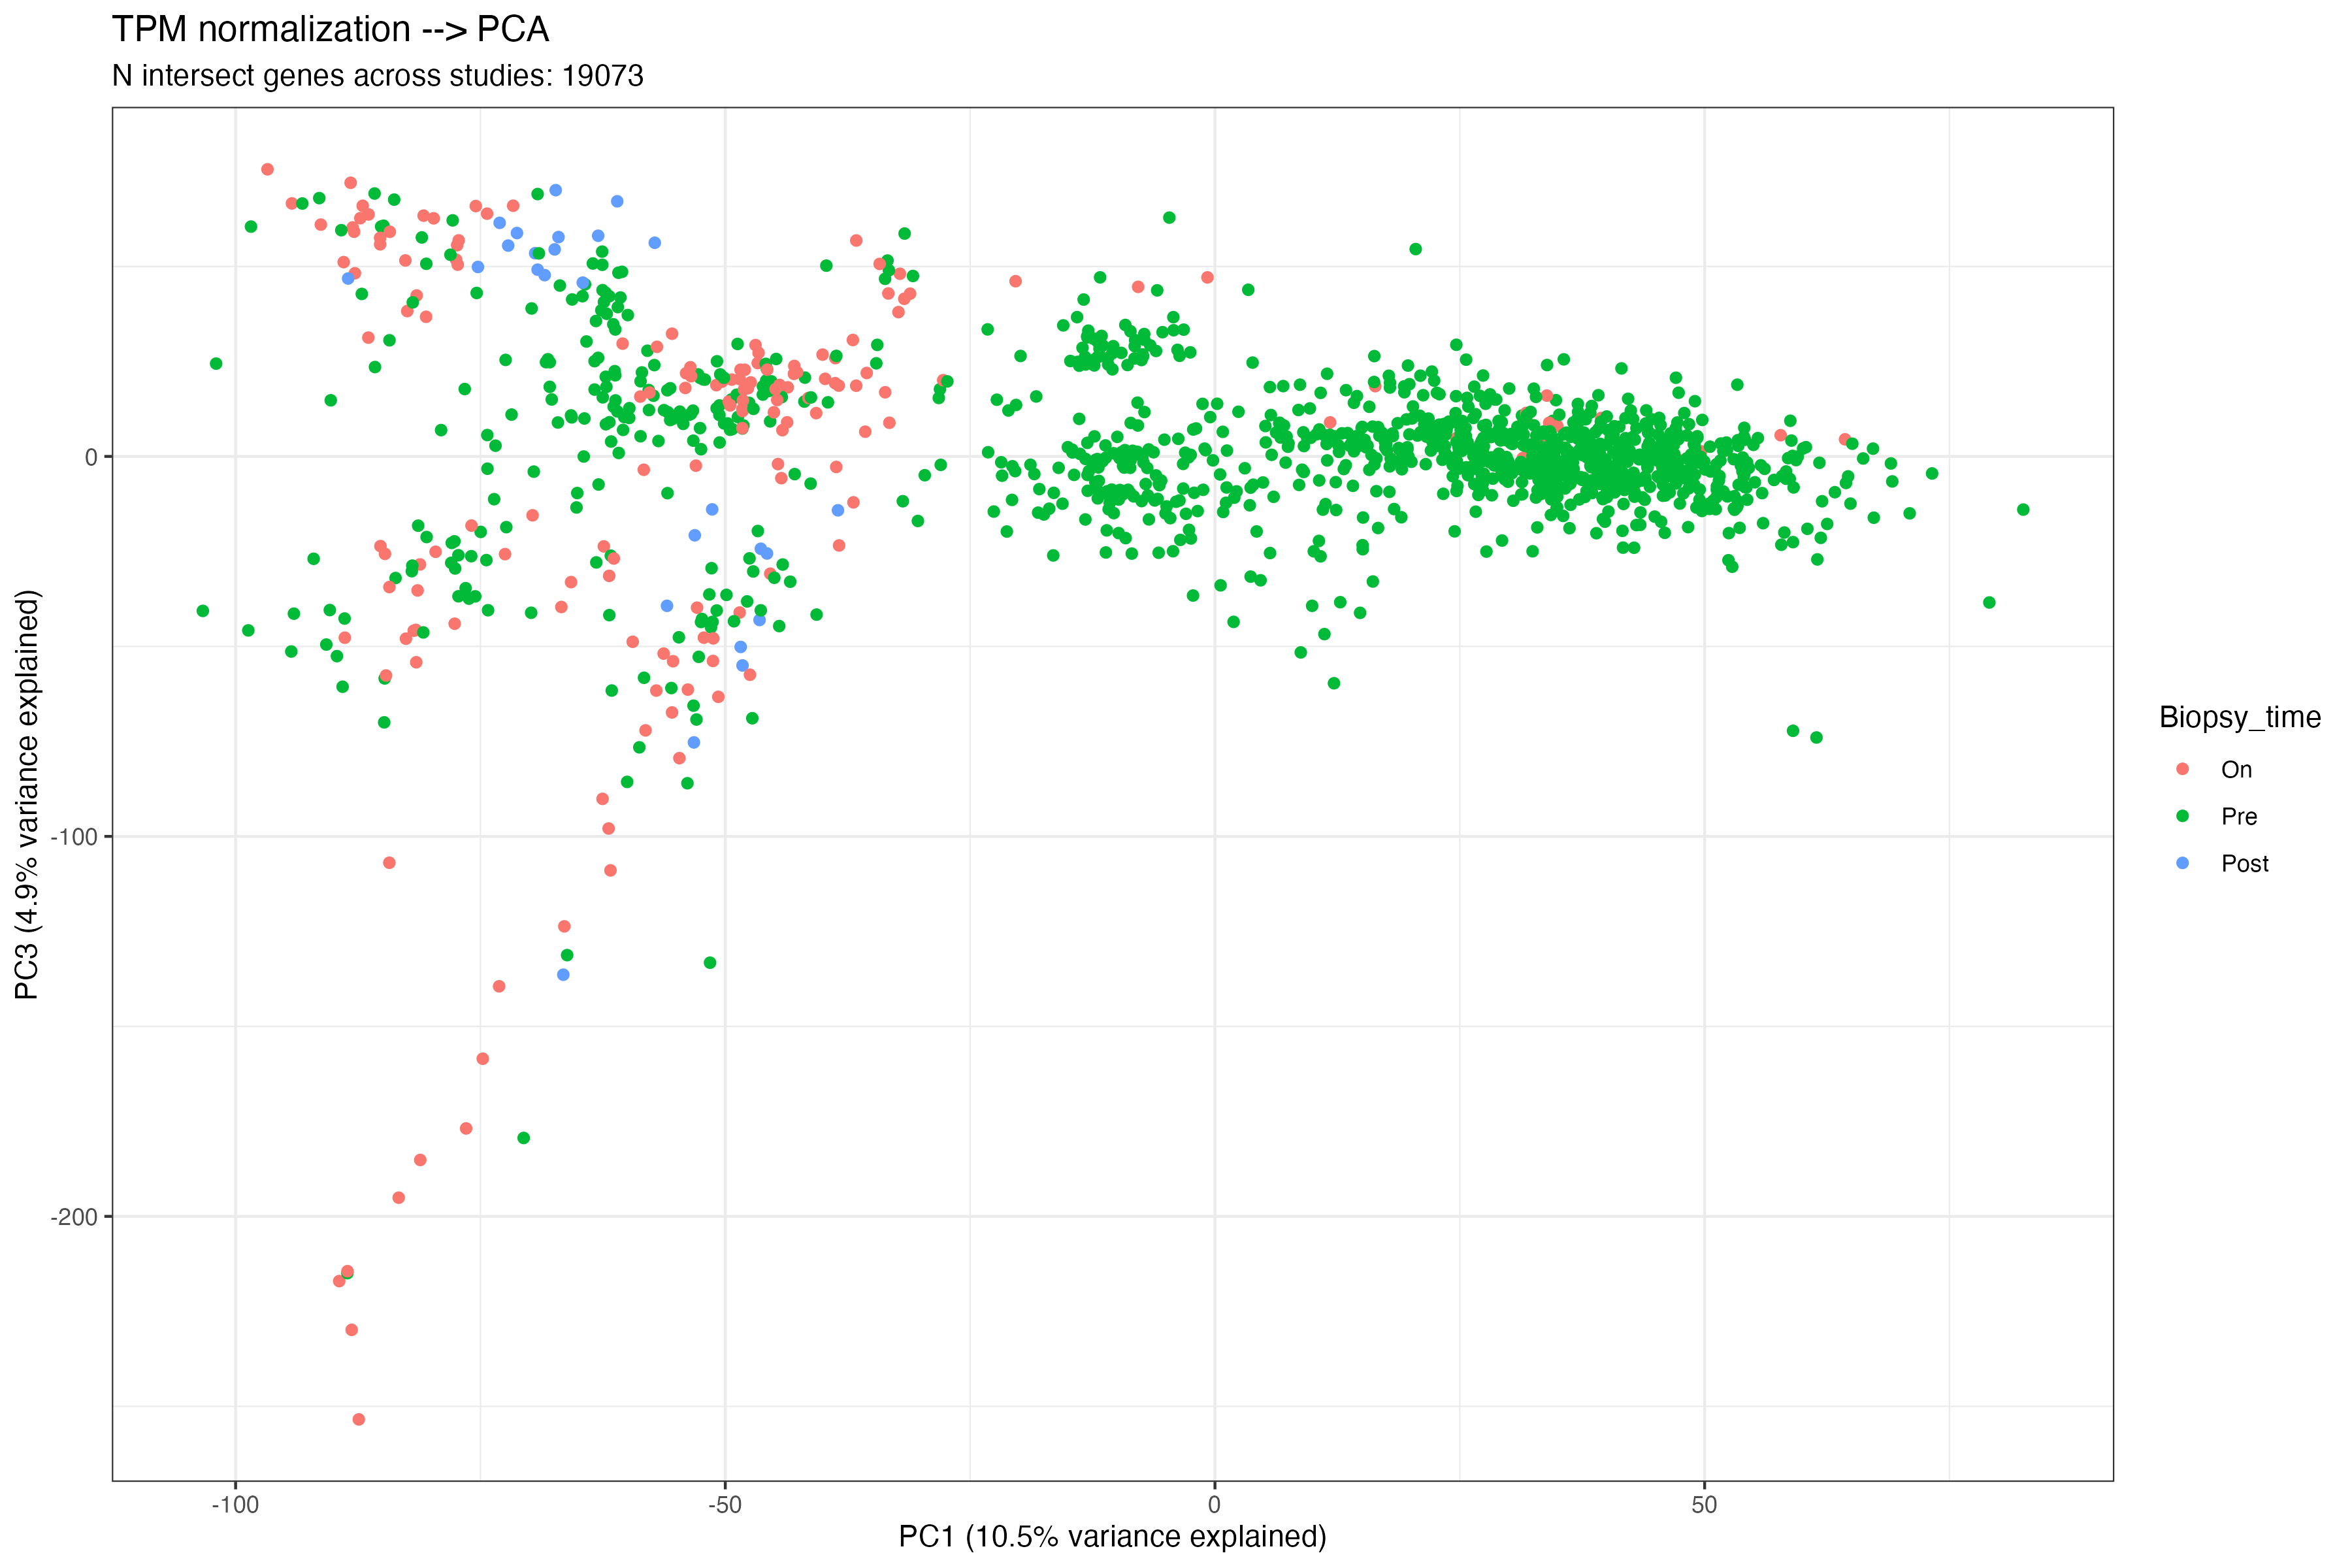 TPM normalization --> PCA
N intersect genes across studies: 19073
PC3 (4.9% variance explained)
0
-100
-200
-100
-50
0
50
PC1 (10.5% variance explained)
Biopsy_time
On
Pre
Post